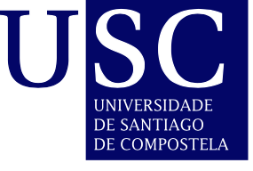 USC
UNIVERSIDADE
DE SANTIAGO
DE COMPOSTELA